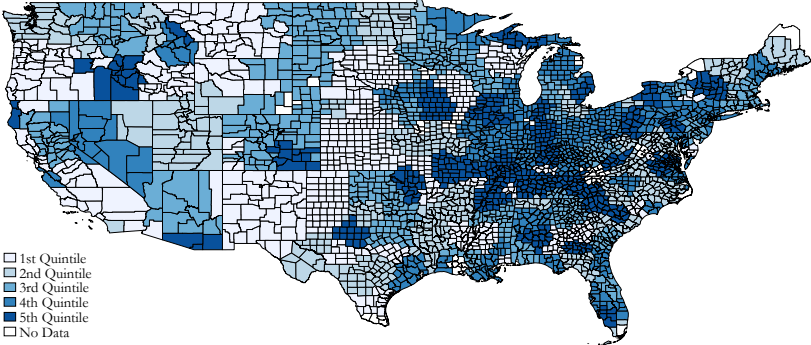 1st Quintile
2nd Quintile
3rd Quintile
4th Quintile
5th Quintile
No Data